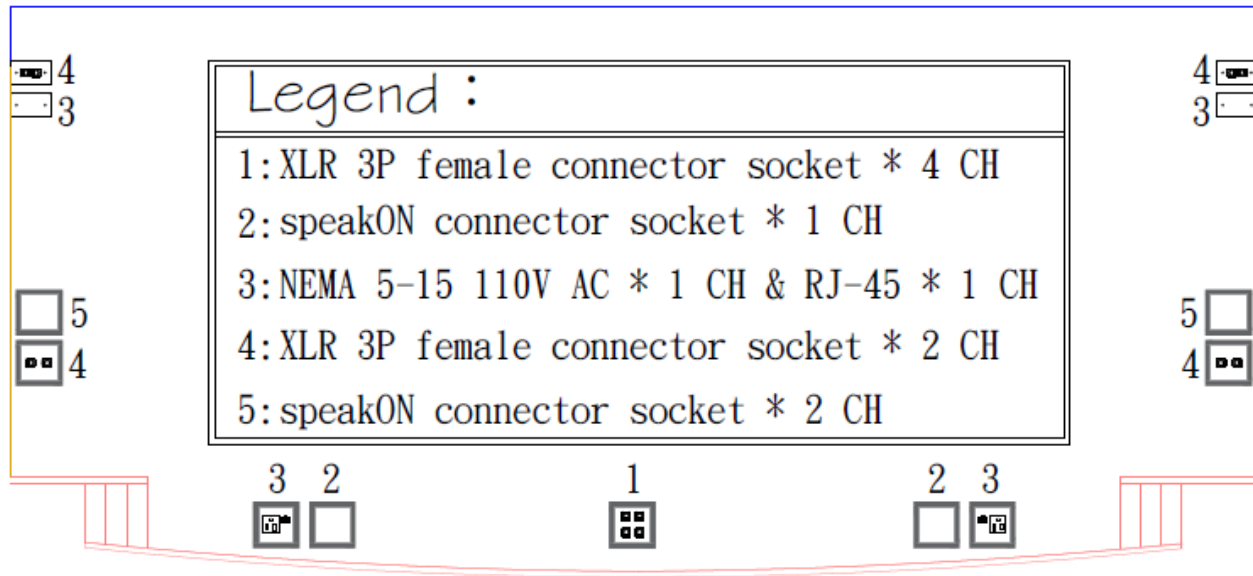 4
4
3
3
Legend：
1:XLR 3P female connector socket * 4 CH
2:speakON connector socket * 1 CH
3:NEMA 5-15 110V AC * 1 CH & RJ-45 * 1 CH
4:XLR 3P female connector socket * 2 CH
5:speakON connector socket * 2 CH
5
5
4
4
3 2 1 2 3